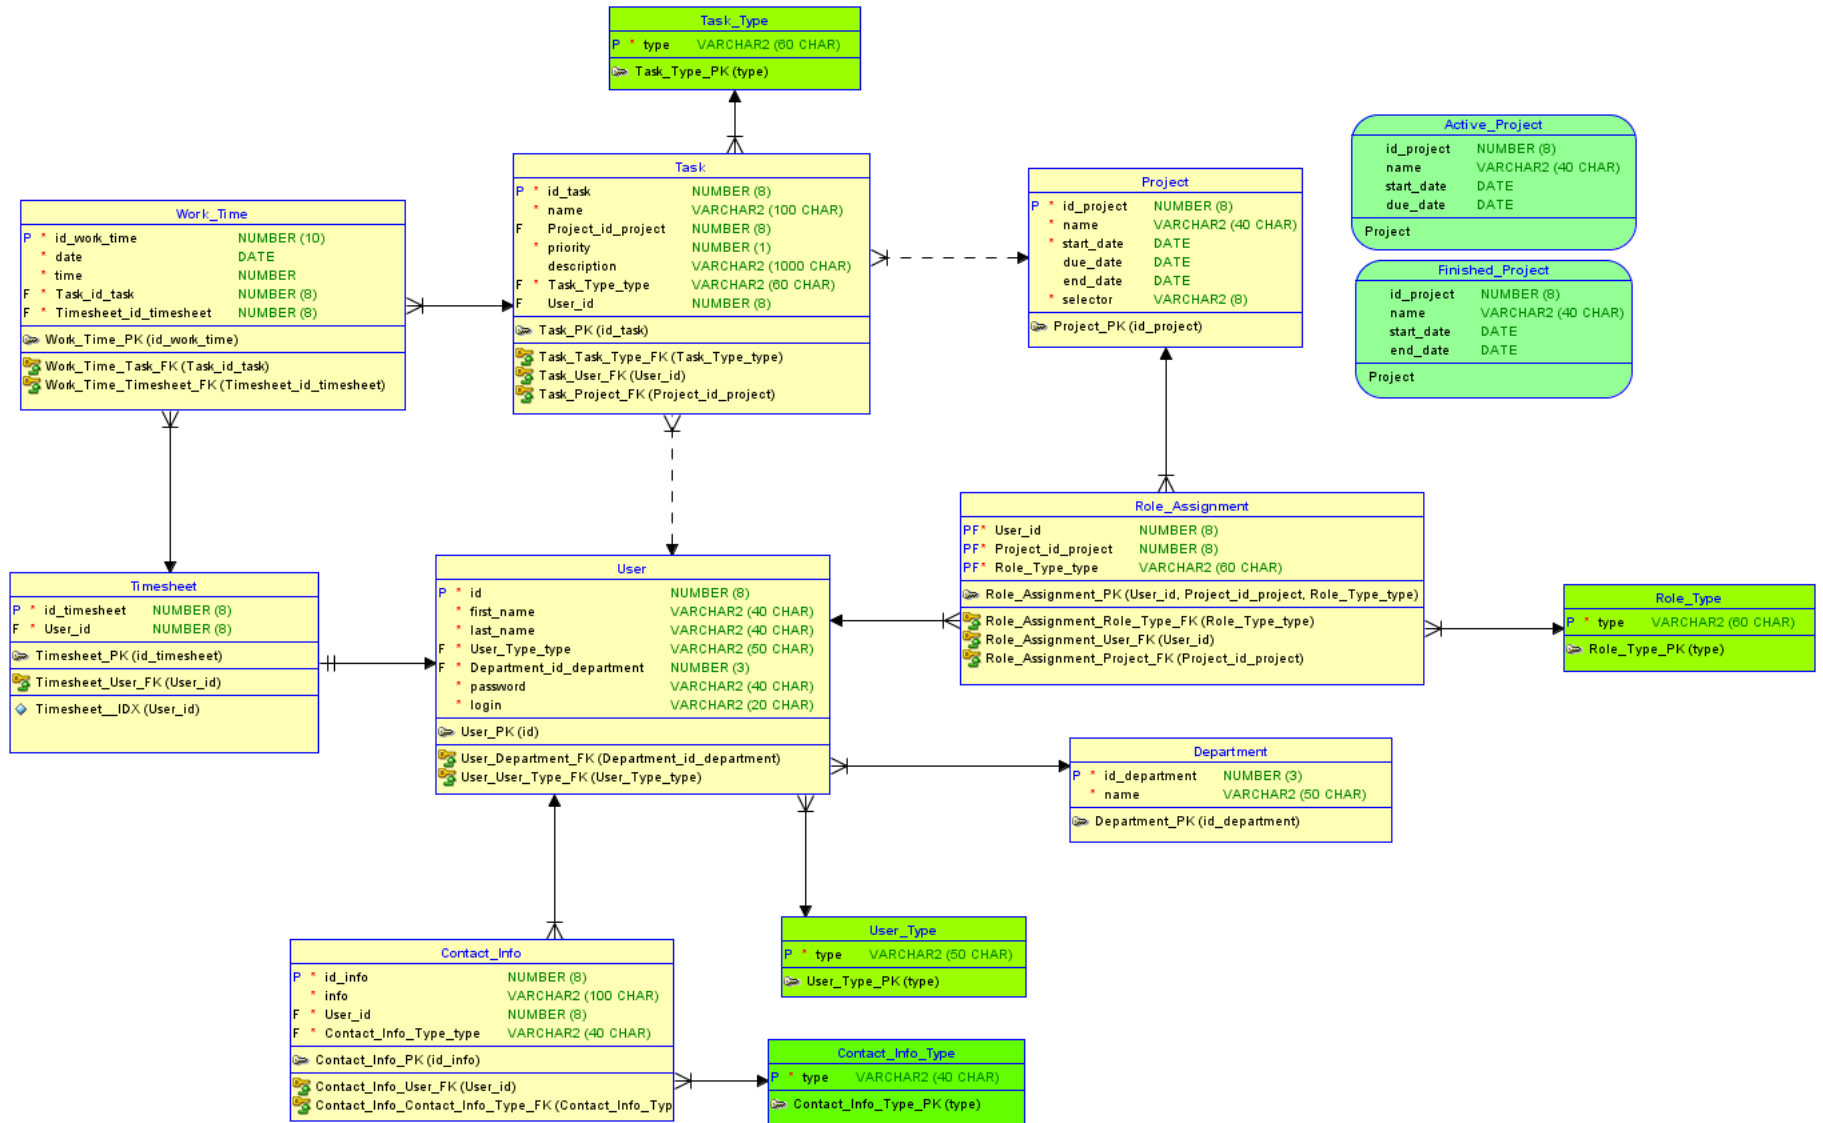 Task_Type
P * type VARCHAR2 (60 CHAR)
Task_Type_PK (type)
Task
P * id_task NUMBER (8)
* name VARCHAR2 (100 CHAR)
F Project_id_project NUMBER (8)
* priority NUMBER (1)
description VARCHAR2 (1000 CHAR)
F * Task_Type_type VARCHAR2 (60 CHAR)
F User_id NUMBER (8)
Task_PK (id_task)
Task_Task_Type_FK (Task_Type_type)
Task_User_FK (User_id)
Task_Project_FK (Project_id_project)
Project
P * id_project NUMBER (8)
* name VARCHAR2 (40 CHAR)
* start_date DATE
due_date DATE
end_date DATE
* selector VARCHAR2 (8)
Project_PK (id_project)
Active_Project
id_project NUMBER (8)
name VARCHAR2 (40 CHAR)
start_date DATE
due_date DATE
Project
Finished_Project
id_project NUMBER (8)
name VARCHAR2 (40 CHAR)
start_date DATE
end_date DATE
Project
Work_Time
P * id_work_time NUMBER (10)
* date DATE
* time NUMBER
F * Task_id_task NUMBER (8)
F * Timesheet_id_timesheet NUMBER (8)
Work_Time_PK (id_work_time)
Work_Time_Task_FK (Task_id_task)
Work_Time_Timesheet_FK (Timesheet_id_timesheet)
Timesheet
P * id_timesheet NUMBER (8)
F * User_id NUMBER (8)
Timesheet_PK (id_timesheet)
Timesheet_User_FK (User_id)
Timesheet__IDX (User_id)
User
P * id NUMBER (8)
* first_name VARCHAR2 (40 CHAR)
* last_name VARCHAR2 (40 CHAR)
F * User_Type_type VARCHAR2 (50 CHAR)
F * Department_id_department NUMBER (3)
* password VARCHAR2 (40 CHAR)
* login VARCHAR2 (20 CHAR)
User_PK (id)
User_Department_FK (Department_id_department)
User_User_Type_FK (User_Type_type)
Role_Assignment
PF* User_id NUMBER (8)
PF* Project_id_project NUMBER (8)
PF* Role_Type_type VARCHAR2 (60 CHAR)
Role_Assignment_PK (User_id, Project_id_project, Role_Type_type)
Role_Assignment_Role_Type_FK (Role_Type_type)
Role_Assignment_User_FK (User_id)
Role_Assignment_Project_FK (Project_id_project)
Role_Type
P * type VARCHAR2 (60 CHAR)
Role_Type_PK (type)
Department
P * id_department NUMBER (3)
* name VARCHAR2 (50 CHAR)
Department_PK (id_department)
User_Type
P * type VARCHAR2 (50 CHAR)
User_Type_PK (type)
Contact_Info
P * id_info NUMBER (8)
* info VARCHAR2 (100 CHAR)
F * User_id NUMBER (8)
F * Contact_Info_Type_type VARCHAR2 (40 CHAR)
Contact_Info_PK (id_info)
Contact_Info_User_FK (User_id)
Contact_Info_Contact_Info_Type_FK (Contact_Info_Typ
Contact_Info_Type
P * type VARCHAR2 (40 CHAR)
Contact_Info_Type_PK (type)